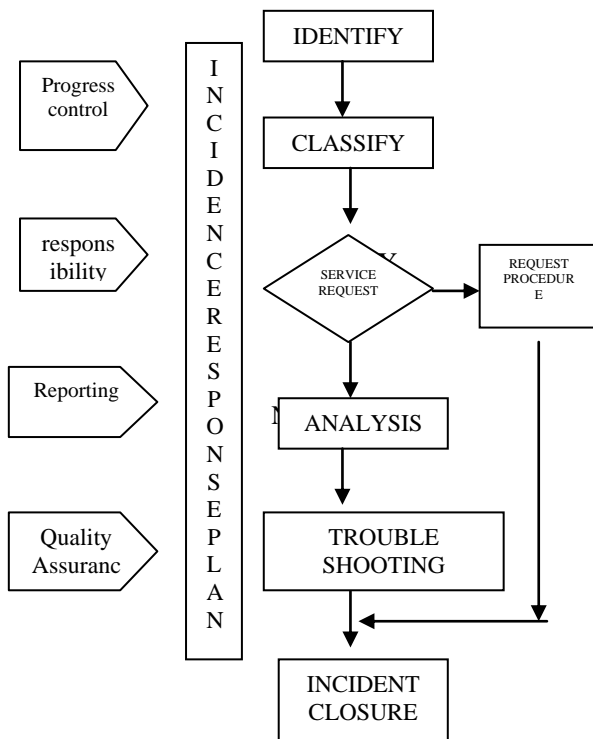 Progress
control
respons
ibility
Reporting
Quality
Assuranc
I
N
C
I
D
E
N
C
E
R
E
S
P
O
N
S
E
P
L
A
N
IDENTIFY
CLASSIFY
SERVICE
REQUEST
REQUEST
PROCEDUR
E
ANALYSIS
TROUBLE
SHOOTING
INCIDENT
CLOSURE